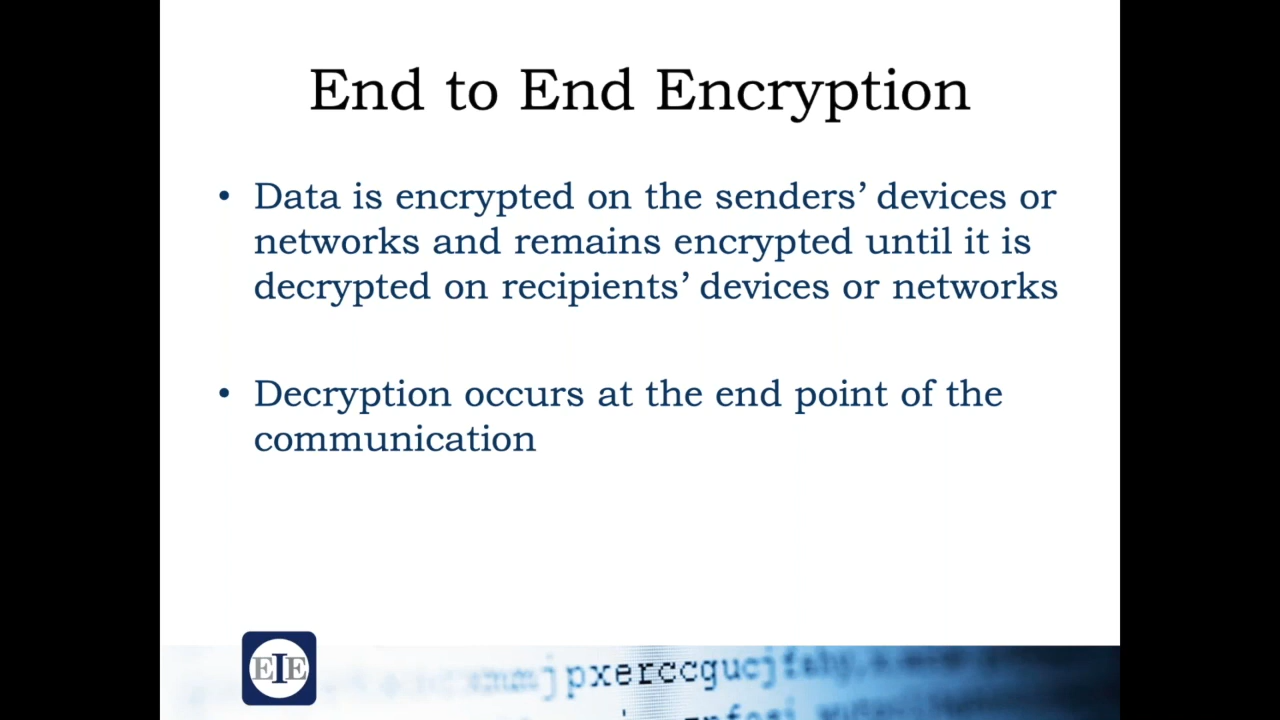 End to End Encryption
• Data is encrypted on the senders’ devices or
networks and remains encrypted until it is
decrypted on recipients’ devices or networks
• Decryption occurs at the end point of the
communication
EIE
jpxerccgucjfahy